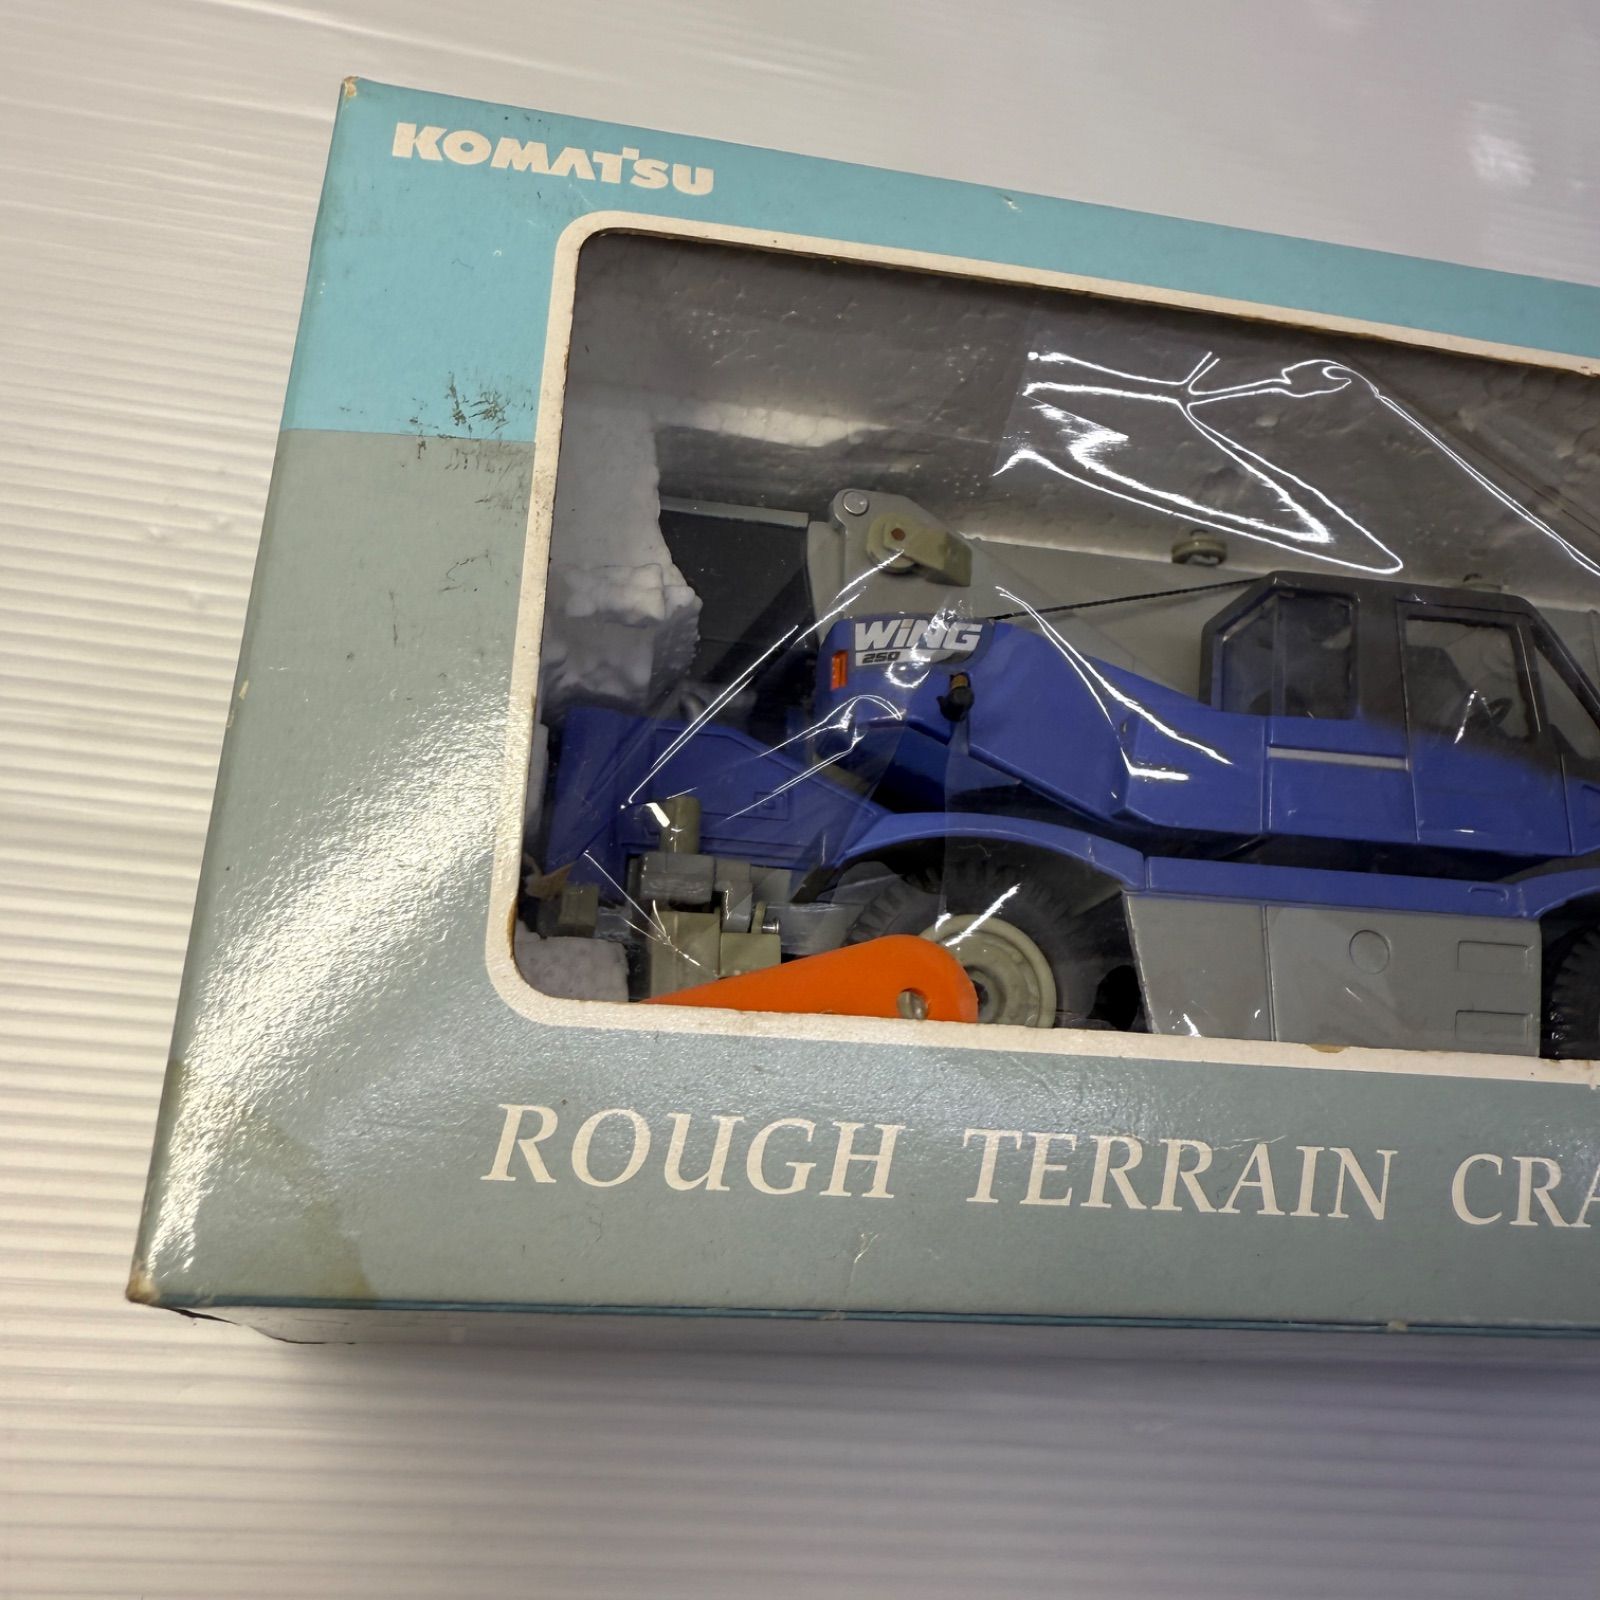 KOMATSU
WiNG
250
ROUGH TERRAIN CRA